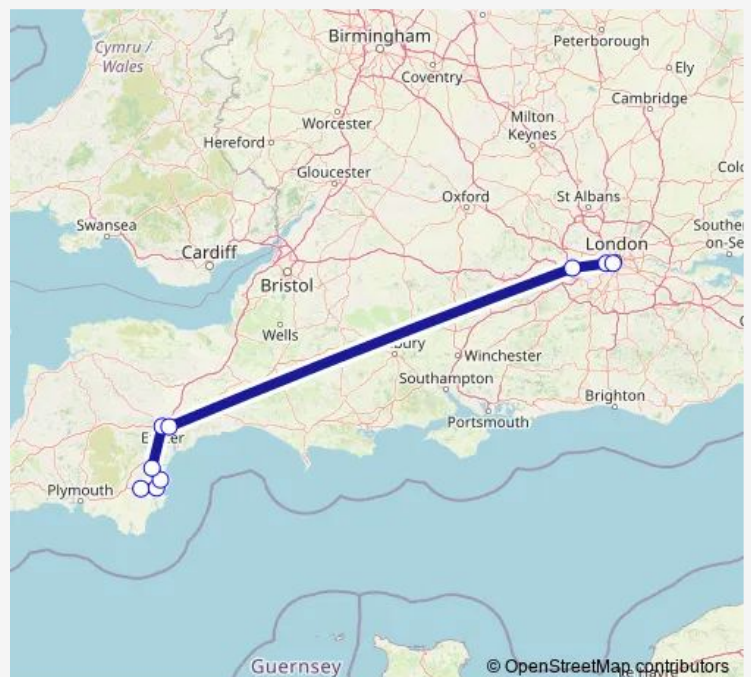 Birmingham
Peterborough
Cymru /
Wales
Coventry
Ely
Cambridge
Worcester
Milton
Keynes
Hereford
Gloucester
Oxford
St Albans
Swansea
Cardiff
London
Bristol
Wells
Winchester
Southampton
Brighton
Portsmouth
Plymouth
Guernsey
© OpenStreetMap contributors